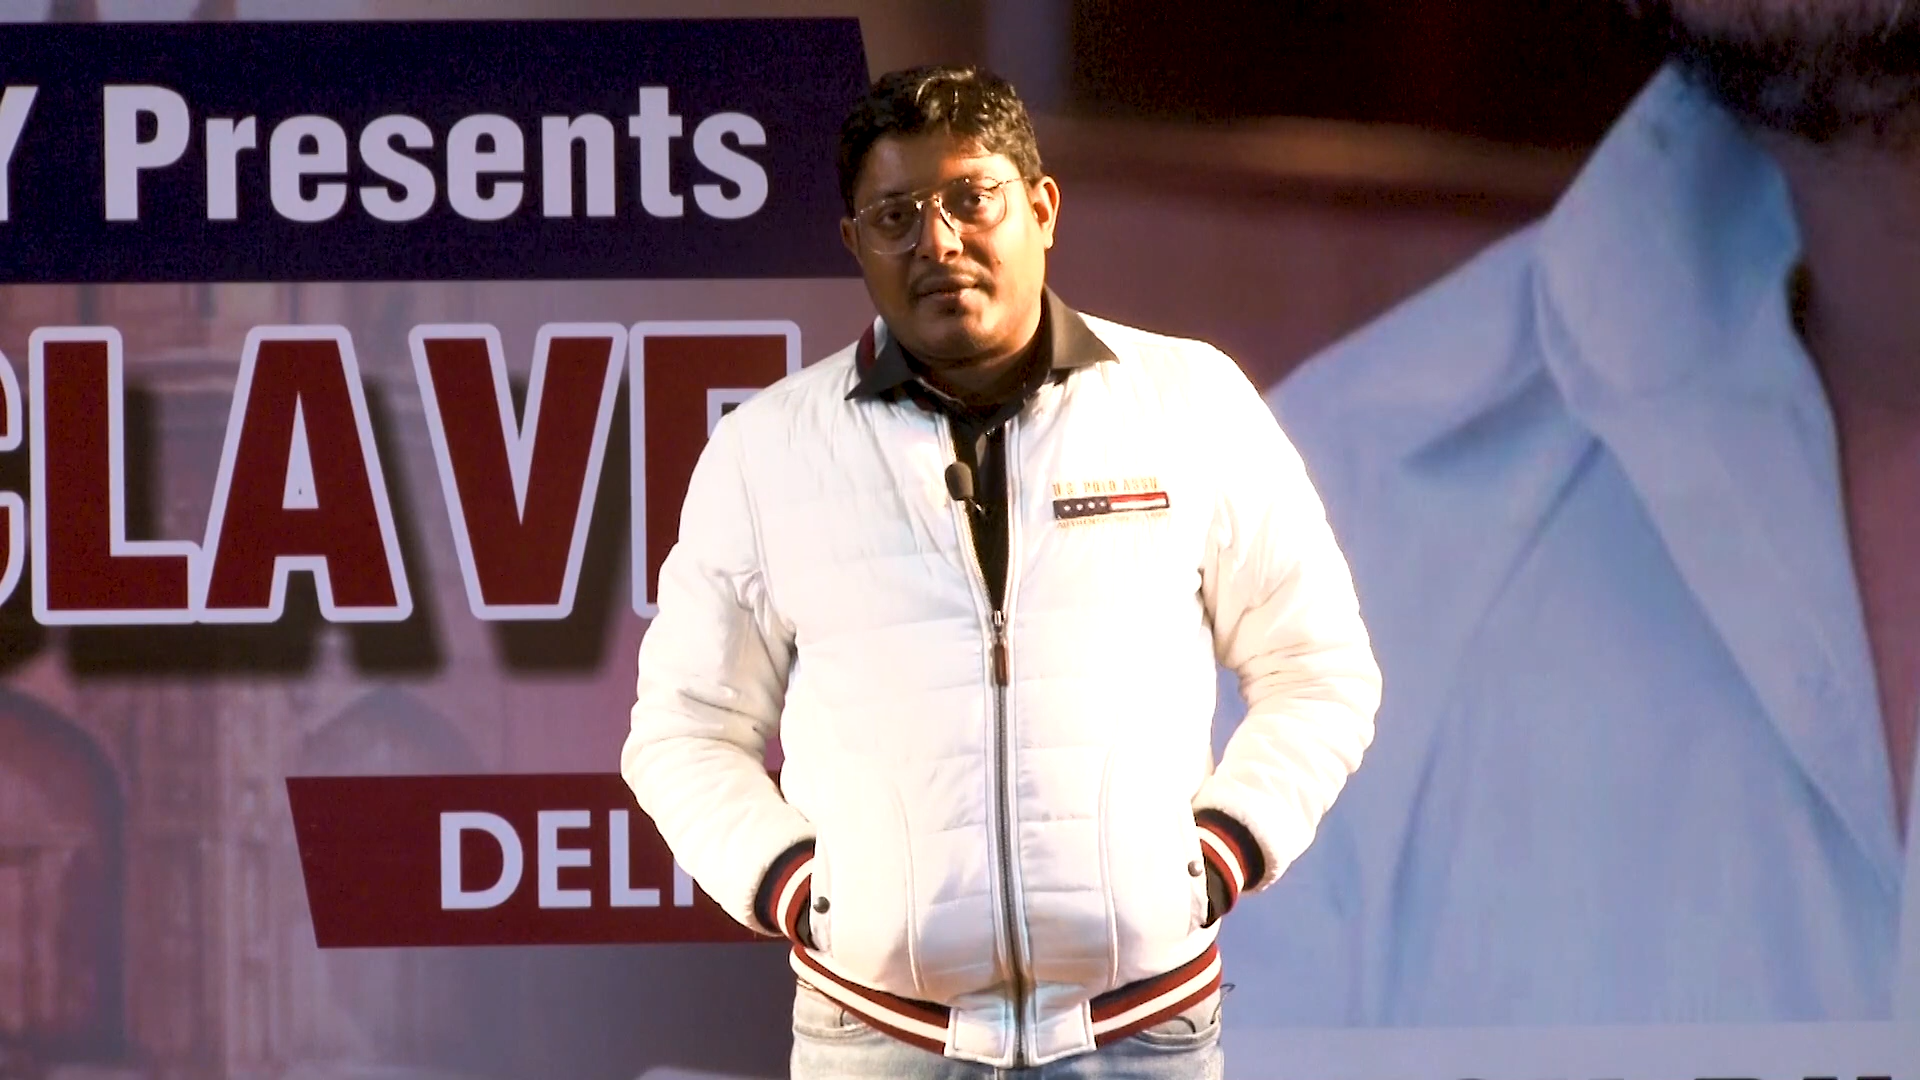 Y Presents
CLAVE
DEL
U.S. POLO ASSN.